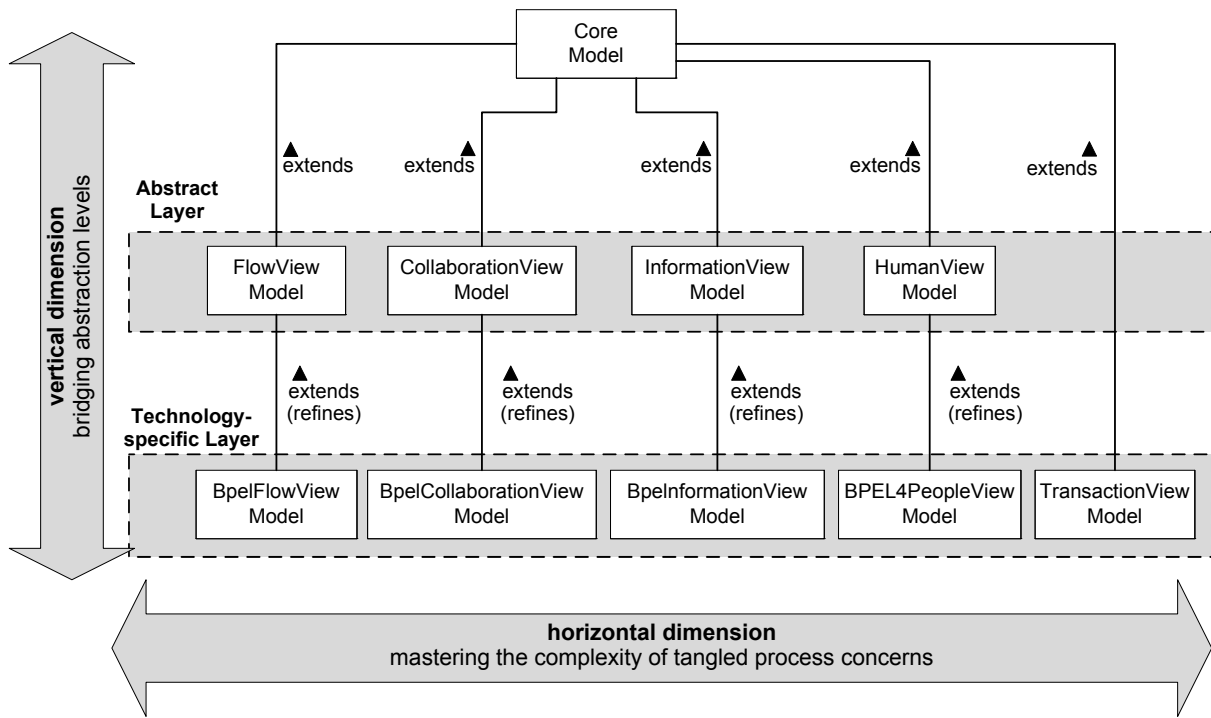 Core
Model
extends
extends
extends
extends
extends
Abstract
Layer
FlowView
Model
CollaborationView
Model
InformationView
Model
HumanView
Model
vertical dimension
bridging abstraction levels
extends
(refines)
extends
(refines)
extends
(refines)
extends
(refines)
Technology-
specific Layer
BpelFlowView
Model
BpelCollaborationView
Model
BpelnformationView
Model
BPEL4PeopleView
Model
TransactionView
Model
horizontal dimension
mastering the complexity of tangled process concerns